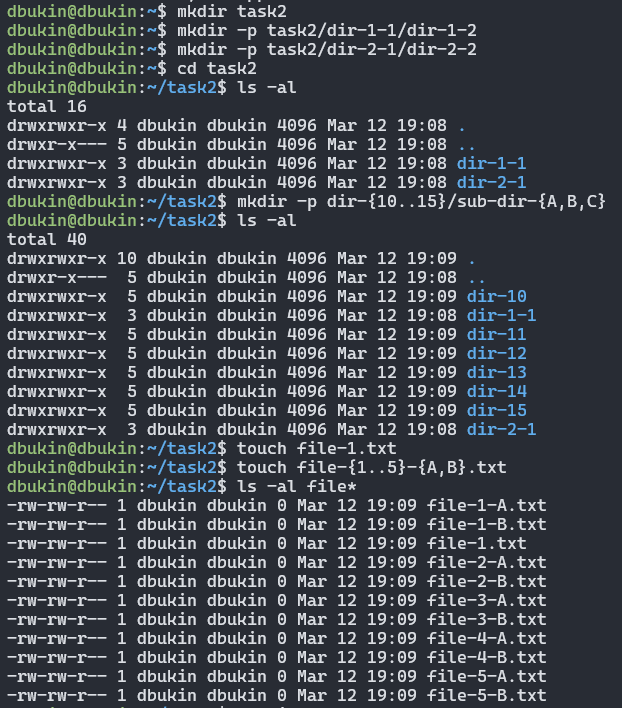 dbukin@dbukin:~$ mkdir task2
dbukin@dbukin:~$ mkdir -p task2/dir-1-1/dir-1-2
dbukin@dbukin:~$ mkdir -p task2/dir-2-1/dir-2-2
dbukin@dbukin:~$ cd task2
dbukin@dbukin:~/task2$ ls -al
total 16
drwxrwxr-x 4 dbukin dbukin 4096 Mar 12 19:08 .
drwxr-x--- 5 dbukin dbukin 4096 Mar 12 19:08 ..
drwxrwxr-x 3 dbukin dbukin 4096 Mar 12 19:08 dir-1-1
drwxrwxr-x 3 dbukin dbukin 4096 Mar 12 19:08 dir-2-1
dbukin@dbukin:~/task2$ mkdir -p dir-{10..15}/sub-dir-{A,B,C}
dbukin@dbukin:~/task2$ ls -al
total 40
drwxrwxr-x 10 dbukin dbukin 4096 Mar 12 19:09 .
drwxr-x---  5 dbukin dbukin 4096 Mar 12 19:08 ..
drwxrwxr-x  5 dbukin dbukin 4096 Mar 12 19:09 dir-10
drwxrwxr-x  3 dbukin dbukin 4096 Mar 12 19:08 dir-1-1
drwxrwxr-x  5 dbukin dbukin 4096 Mar 12 19:09 dir-11
drwxrwxr-x  5 dbukin dbukin 4096 Mar 12 19:09 dir-12
drwxrwxr-x  5 dbukin dbukin 4096 Mar 12 19:09 dir-13
drwxrwxr-x  5 dbukin dbukin 4096 Mar 12 19:09 dir-14
drwxrwxr-x  5 dbukin dbukin 4096 Mar 12 19:09 dir-15
drwxrwxr-x  3 dbukin dbukin 4096 Mar 12 19:08 dir-2-1
dbukin@dbukin:~/task2$ touch file-1.txt
dbukin@dbukin:~/task2$ touch file-{1..5}-{A,B}.txt
dbukin@dbukin:~/task2$ ls -al file*
-rw-rw-r-- 1 dbukin dbukin 0 Mar 12 19:09 file-1-A.txt
-rw-rw-r-- 1 dbukin dbukin 0 Mar 12 19:09 file-1-B.txt
-rw-rw-r-- 1 dbukin dbukin 0 Mar 12 19:09 file-1.txt
-rw-rw-r-- 1 dbukin dbukin 0 Mar 12 19:09 file-2-A.txt
-rw-rw-r-- 1 dbukin dbukin 0 Mar 12 19:09 file-2-B.txt
-rw-rw-r-- 1 dbukin dbukin 0 Mar 12 19:09 file-3-A.txt
-rw-rw-r-- 1 dbukin dbukin 0 Mar 12 19:09 file-3-B.txt
-rw-rw-r-- 1 dbukin dbukin 0 Mar 12 19:09 file-4-A.txt
-rw-rw-r-- 1 dbukin dbukin 0 Mar 12 19:09 file-4-B.txt
-rw-rw-r-- 1 dbukin dbukin 0 Mar 12 19:09 file-5-A.txt
-rw-rw-r-- 1 dbukin dbukin 0 Mar 12 19:09 file-5-B.txt